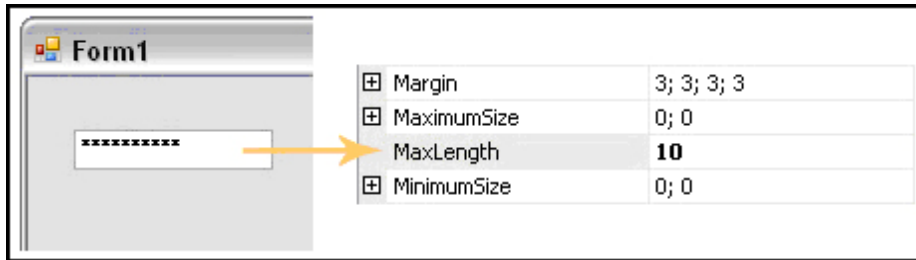 Form1
**********
Margin 3; 3; 3; 3
MaximumSize 0; 0
MaxLength 10
MinimumSize 0; 0